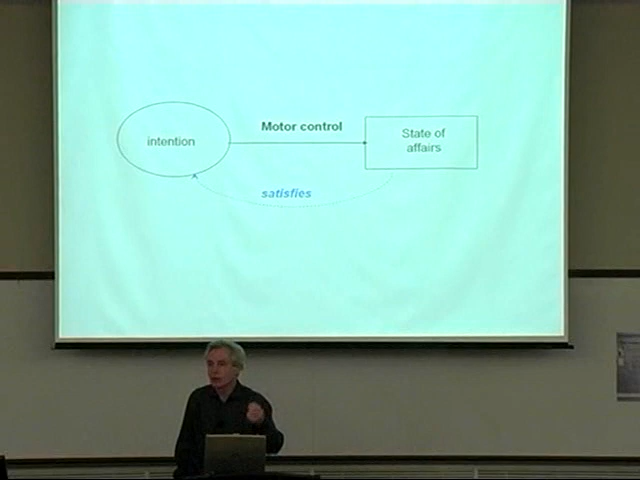 Motor control
intention
State of
affairs
satisfies